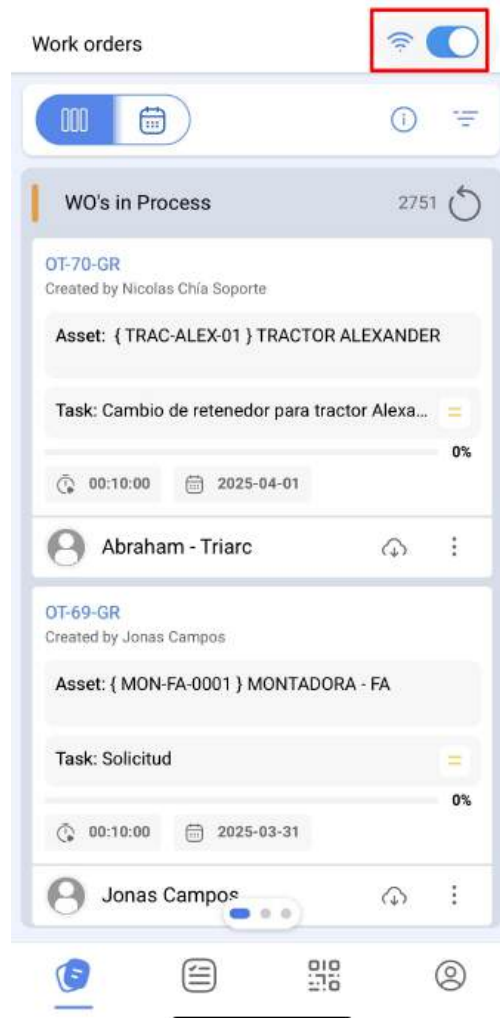 Work orders
WO's in Process
2751
OT-70-GR
Created by Nicolas Chía Soporte
Asset: { TRAC-ALEX-01 } TRACTOR ALEXANDER
Task: Cambio de retenedor para tractor Alexa...
0%
00:10:00
2025-04-01
Abraham - Triarc
OT-69-GR
Created by Jonas Campos
Asset: { MON-FA-0001 } MONTADORA - FA
Task: Solicitud
0%
00:10:00
2025-03-31
Jonas Campos